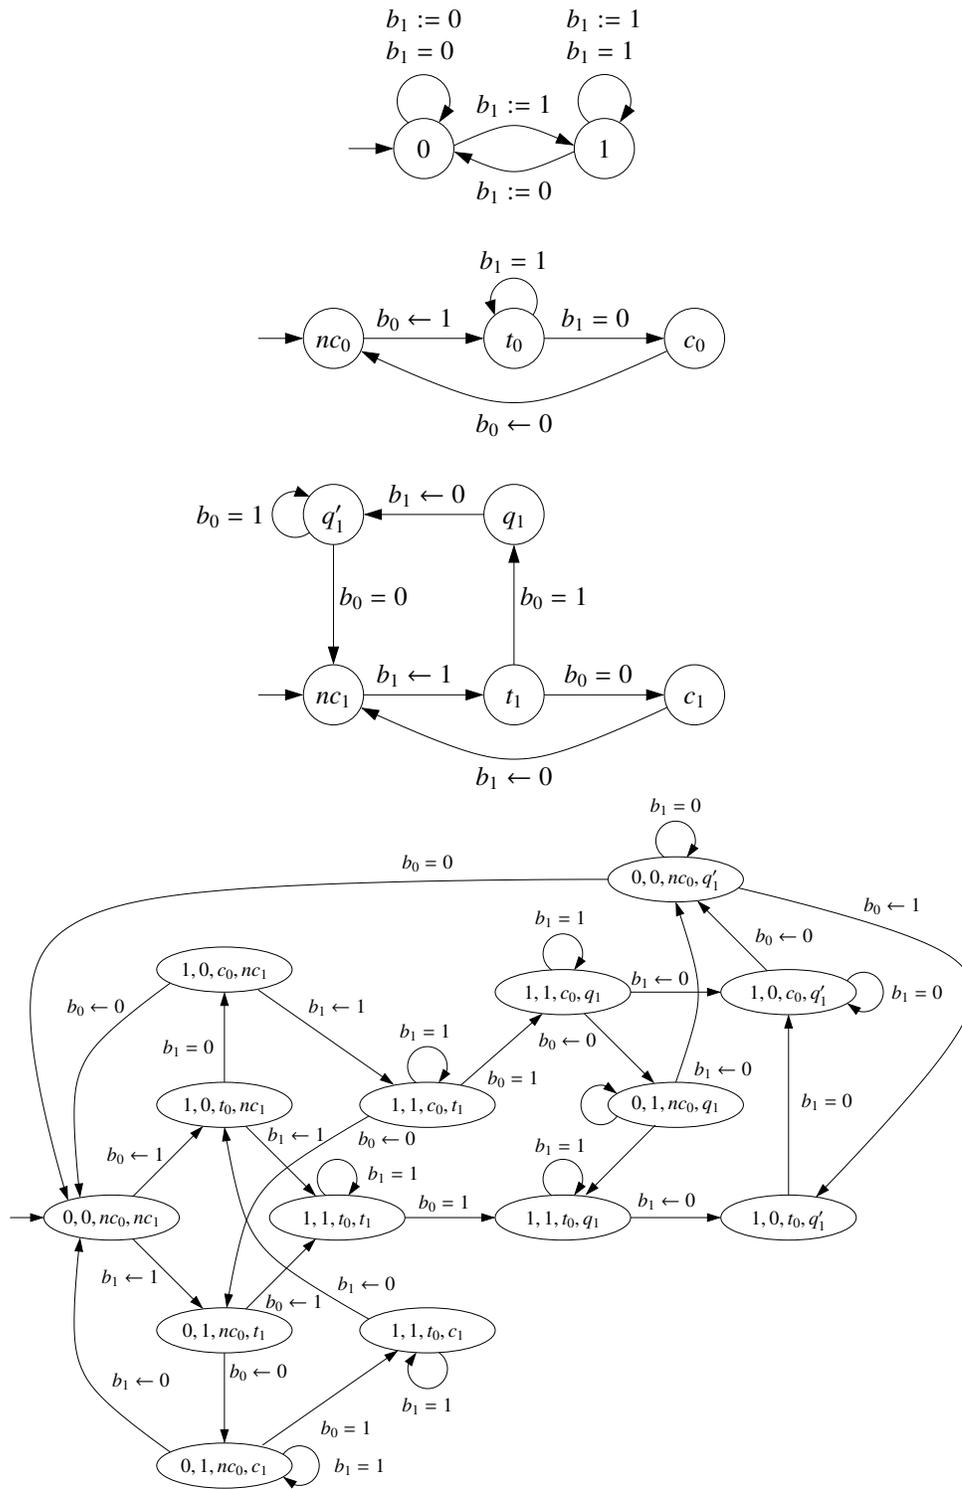 b₁ := 0 b₁ := 1
b₁ = 0 b₁ = 1
b₁ := 1
0 1
b₁ := 0
b₁ = 1
b₀ ← 1 b₁ = 0
nc₀ t₀ c₀
b₀ ← 0
b₁ ← 0
b₀ = 1 q′₁ q₁
b₀ = 0 b₀ = 1
b₁ ← 1 b₀ = 0
nc₁ t₁ c₁
b₁ ← 0
b₁ = 0
b₀ = 0
0, 0, nc₀, q′₁
b₀ ← 1
b₁ = 1
b₀ ← 0
1, 0, c₀, nc₁
b₁ ← 0
b₀ ← 0 b₁ ← 1 1, 1, c₀, q₁ 1, 0, c₀, q′₁ b₁ = 0
b₁ = 1
b₁ = 0 b₀ ← 0
b₀ = 1 b₁ ← 0
1, 0, t₀, nc₁ 1, 1, c₀, t₁ 0, 1, nc₀, q₁ b₁ = 0
b₁ ← 1 b₀ ← 0
b₀ ← 1 b₁ = 1 b₁ = 1
b₀ = 1 b₁ ← 0
0, 0, nc₀, nc₁ 1, 1, t₀, t₁ 1, 1, t₀, q₁ 1, 0, t₀, q′₁
b₁ ← 1 b₁ ← 0
b₀ ← 1
0, 1, nc₀, t₁ 1, 1, t₀, c₁
b₁ ← 0 b₀ ← 0
b₁ = 1
b₀ = 1
0, 1, nc₀, c₁ b₁ = 1